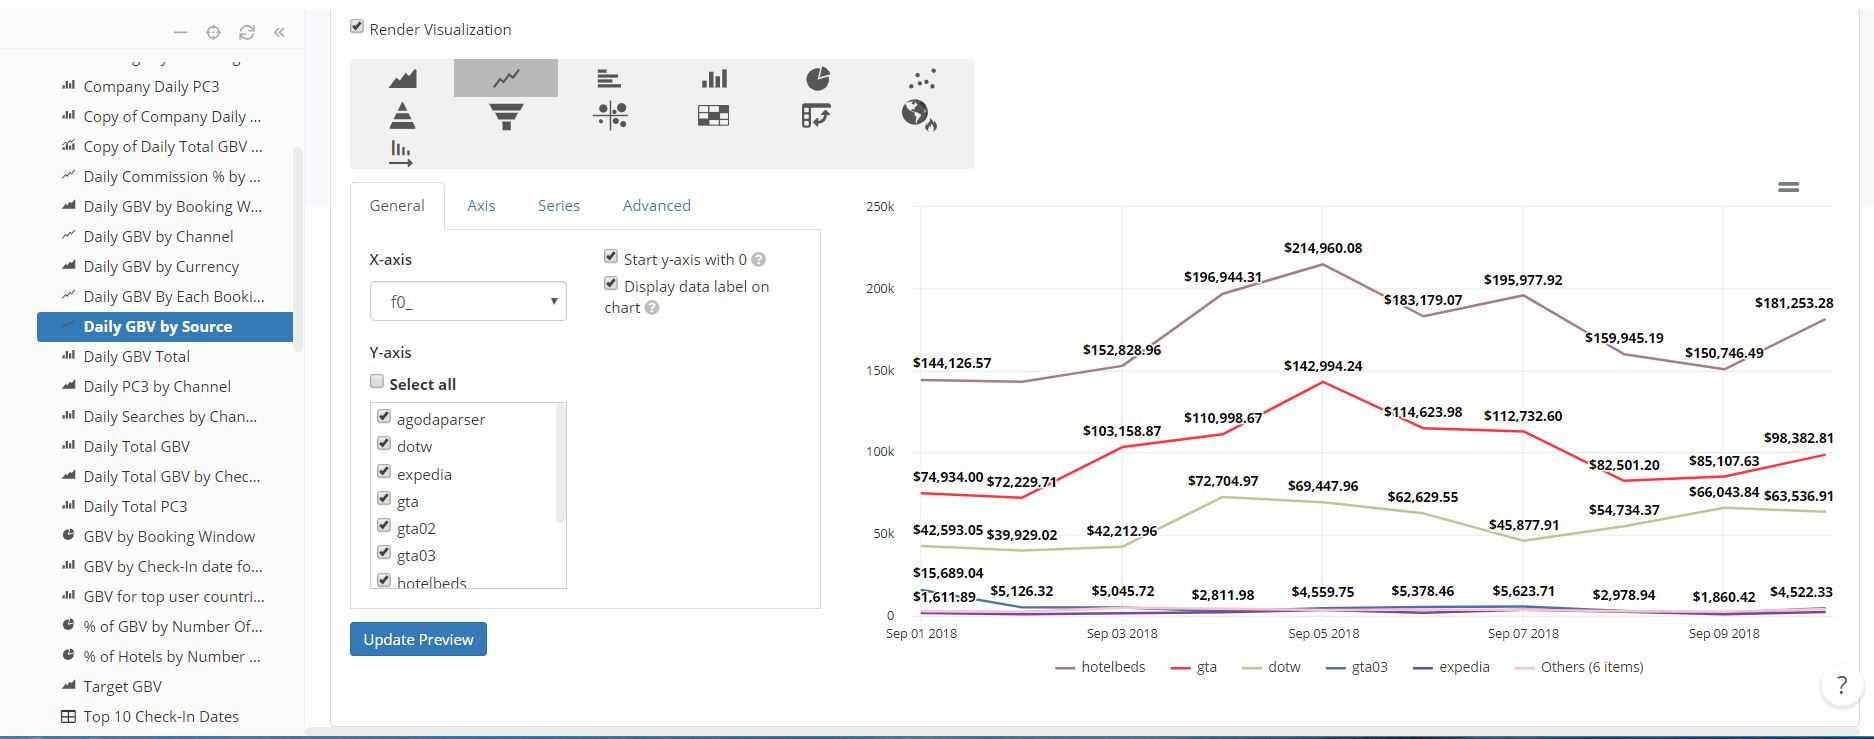 Company Daily PC3
Copy of Company Daily ...
Copy of Daily Total GBV ...
Daily Commission % by ...
Daily GBV by Booking W...
Daily GBV by Channel
Daily GBV by Currency
Daily GBV By Each Booki...
Daily GBV by Source
Daily GBV Total
Daily PC3 by Channel
Daily Searches by Chan...
Daily Total GBV
Daily Total GBV by Chec...
Daily Total PC3
GBV by Booking Window
GBV by Check-In date fo...
GBV for top user countri...
% of GBV by Number Of...
% of Hotels by Number ...
Target GBV
Top 10 Check-In Dates
Render Visualization
General Axis Series Advanced
X-axis
f0_
Start y-axis with 0 ?
Display data label on
chart ?
Y-axis
Select all
agodaparser
dotw
expedia
gta
gta02
gta03
hotelbeds
Update Preview
250k
200k
150k
100k
50k
0
$144,126.57
$152,828.96
$196,944.31
$214,960.08
$183,179.07
$195,977.92
$159,945.19
$150,746.49
$181,253.28
$74,934.00
$72,229.71
$103,158.87
$110,998.67
$142,994.24
$114,623.98
$112,732.60
$82,501.20
$85,107.63
$98,382.81
$42,593.05
$39,929.02
$42,212.96
$72,704.97
$69,447.96
$62,629.55
$45,877.91
$54,734.37
$66,043.84
$63,536.91
$15,689.04
$1,611.89
$5,126.32
$5,045.72
$2,811.98
$4,559.75
$5,378.46
$5,623.71
$2,978.94
$1,860.42
$4,522.33
Sep 01 2018 Sep 03 2018 Sep 05 2018 Sep 07 2018 Sep 09 2018
hotelbeds gta dotw gta03 expedia Others (6 items)
?